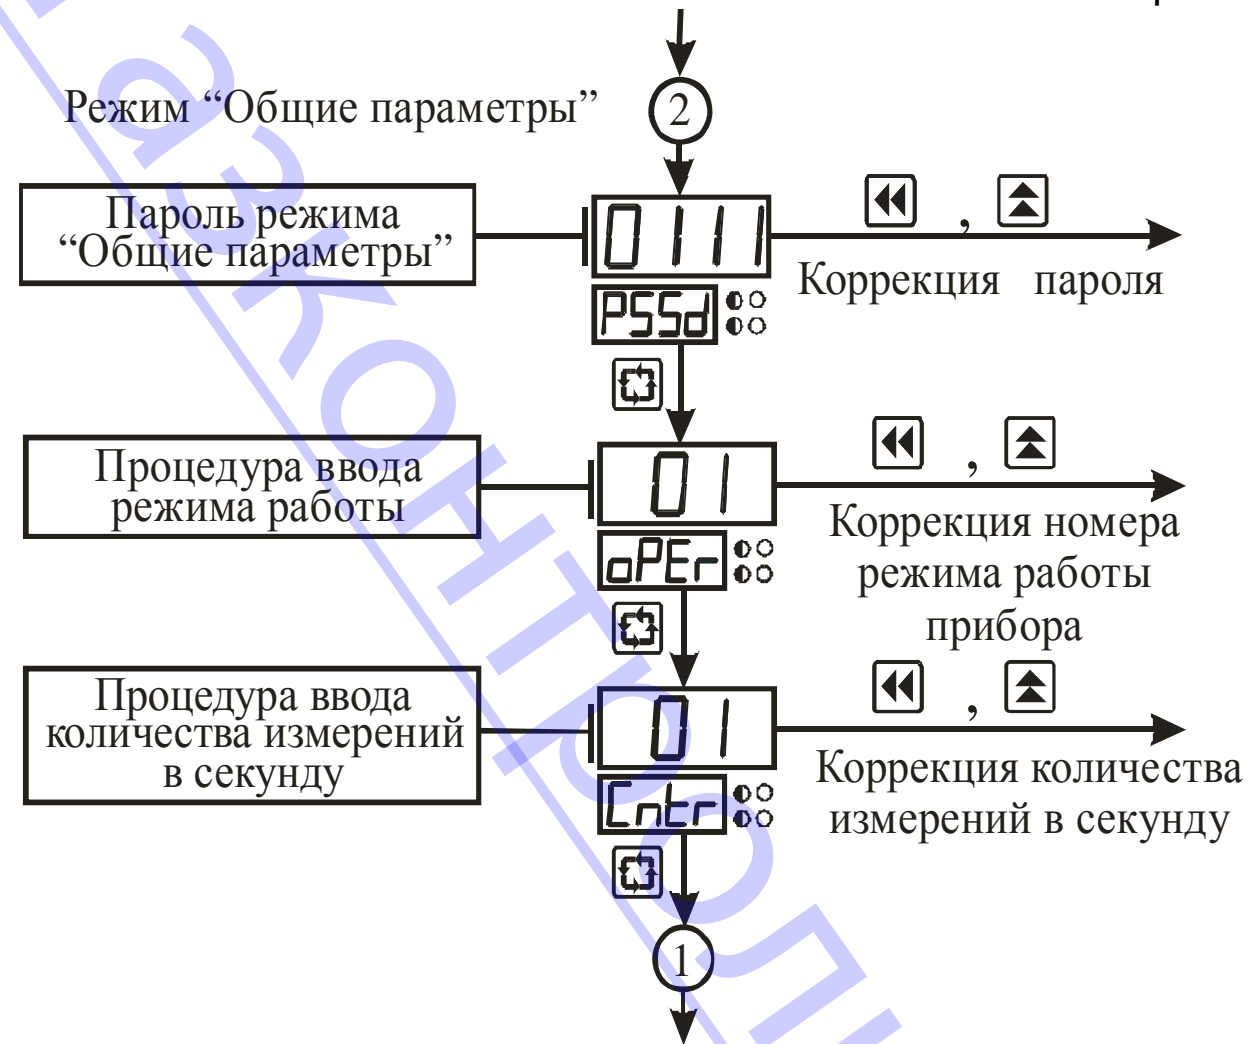 Режим “Общие параметры”
2
Пароль режима
“Общие параметры”
0111
,
Коррекция пароля
PSSd
Процедура ввода
режима работы
01
,
Коррекция номера
режима работы
прибора
oPEr
Процедура ввода
количества измерений
в секунду
01
,
Коррекция количества
измерений в секунду
Cntr
1
азконтрол